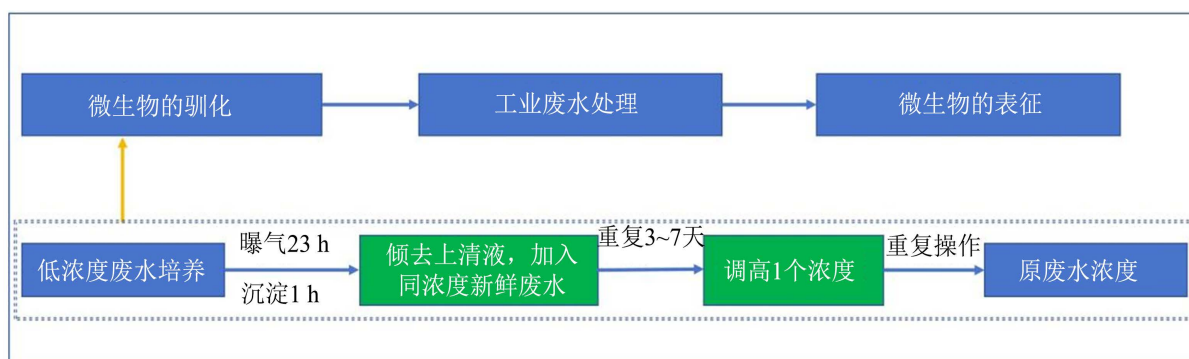 微生物的驯化
工业废水处理
微生物的表征
低浓度废水培养
曝气23 h
沉淀1 h
倾去上清液，加入
同浓度新鲜废水
重复3~7天
调高1个浓度
重复操作
原废水浓度